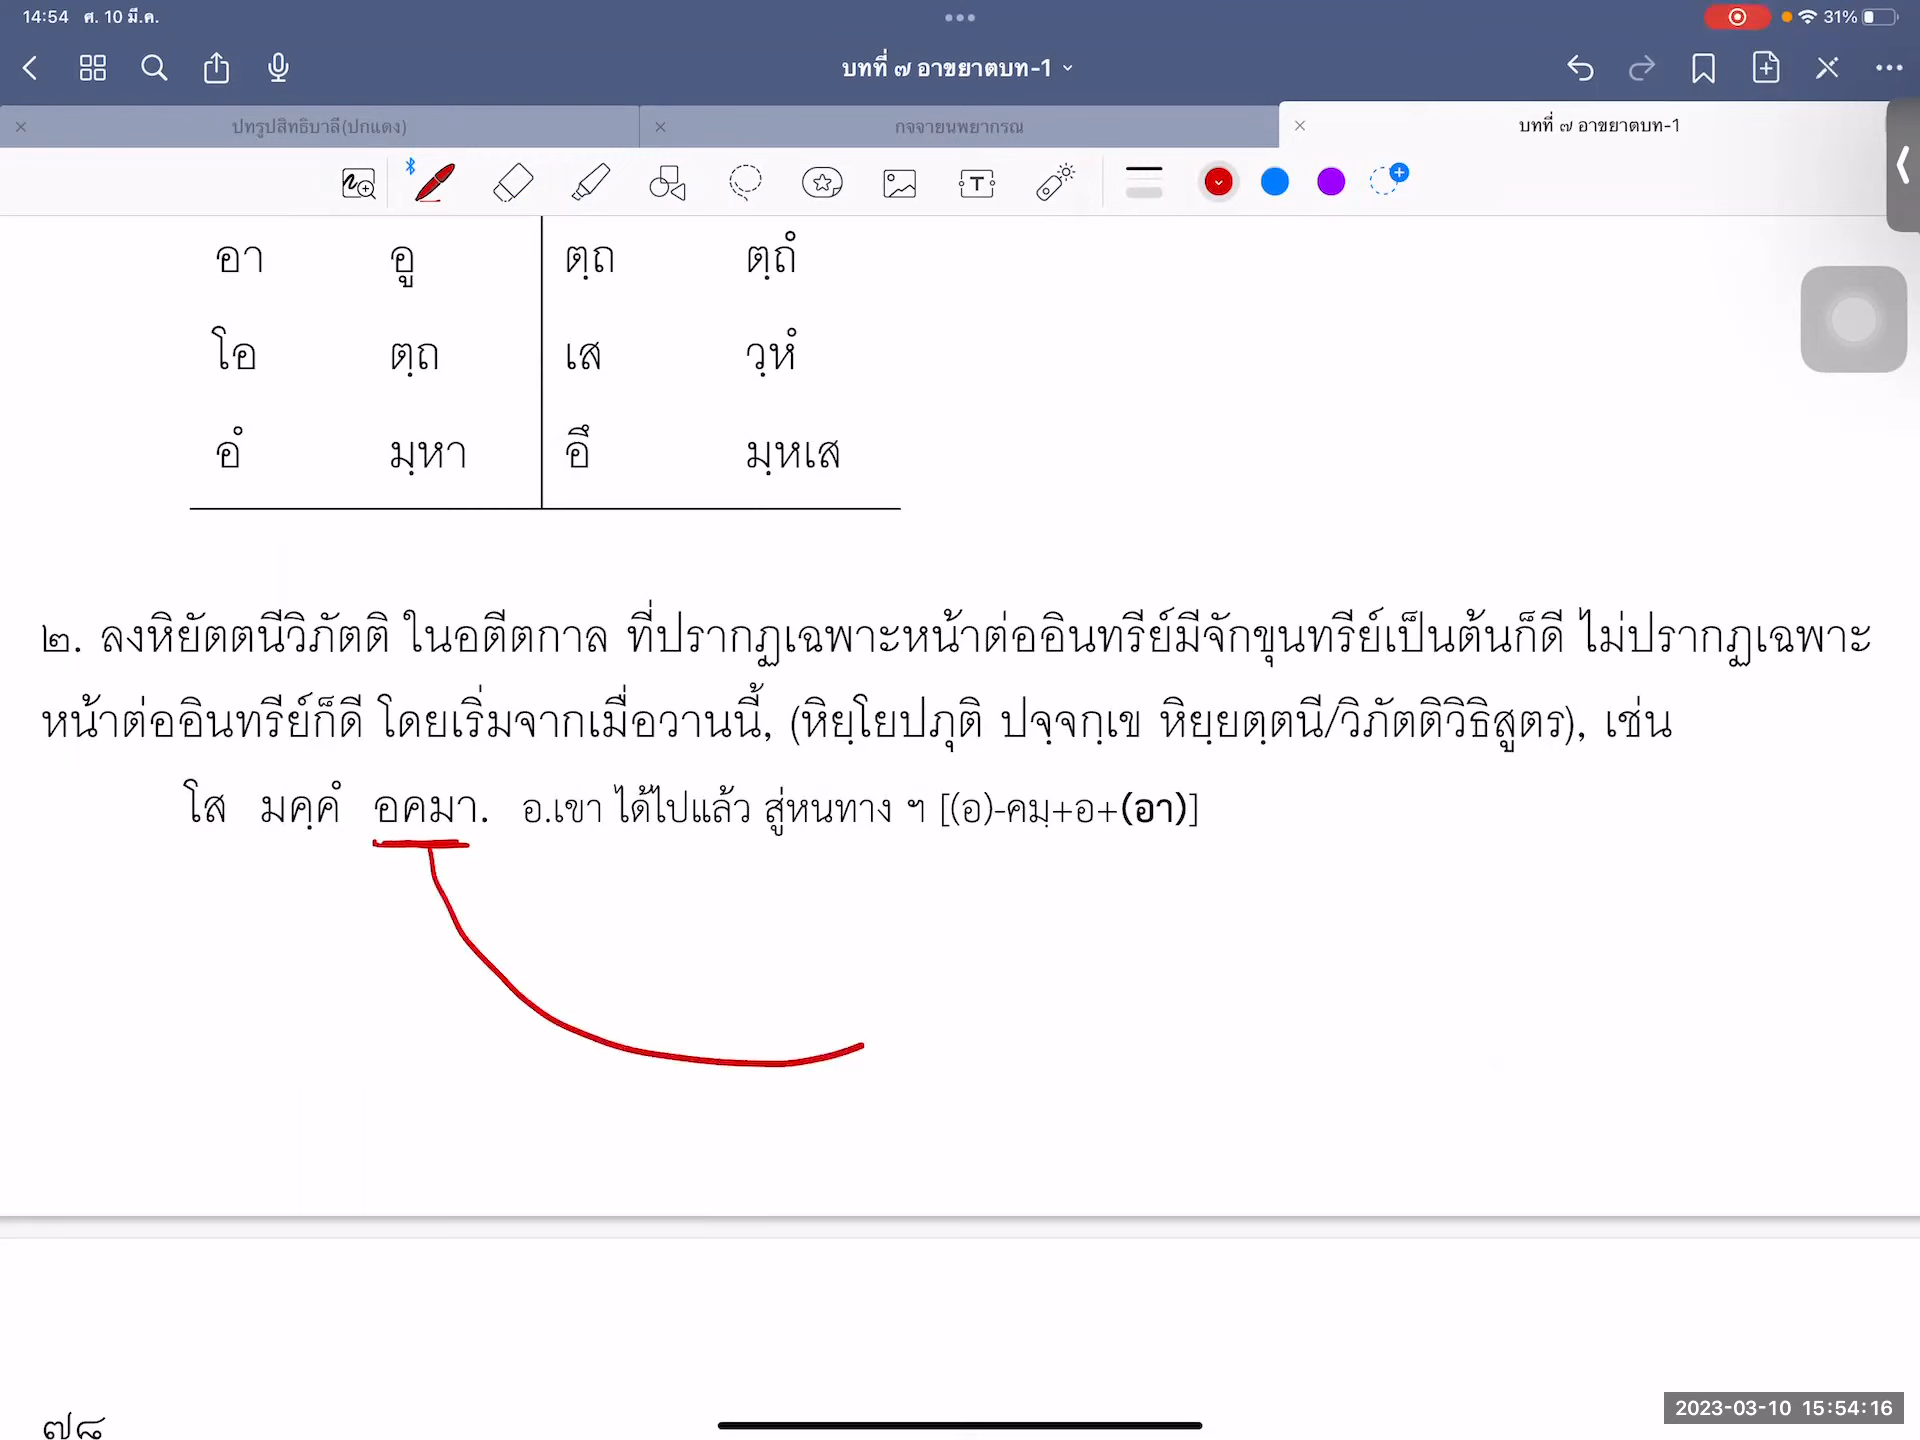 14:54 ศ. 10 มี.ค.
31%
บทที่ ๗ อาขยาตบท-1
ปทรูปสิทธิบาลี(ปกแดง)
กจจายนพยากรณ
บทที่ ๗ อาขยาตบท-1
อา อู ตฺถ ตฺถํ
โอ ตฺถ เส วฺหํ
อํ มฺหา อึ มฺหเส
๒. ลงหิยัตตนีวิภัตติ ในอตีตกาล ที่ปรากฏเฉพาะหน้าต่ออินทรีย์มีจักขุนทรีย์เป็นต้นก็ดี ไม่ปรากฏเฉพาะ
หน้าต่ออินทรีย์ก็ดี โดยเริ่มจากเมื่อวานนี้, (หิยฺโยปภุติ ปจฺจกฺเข หิยฺยตฺตนี/วิภัตติวิธิสูตร), เช่น
โส มคฺคํ อคมา. อ.เขา ได้ไปแล้ว สู่หนทาง ฯ [(อ)-คมฺ+อ+(อา)]
๗๘
2023-03-10 15:54:16